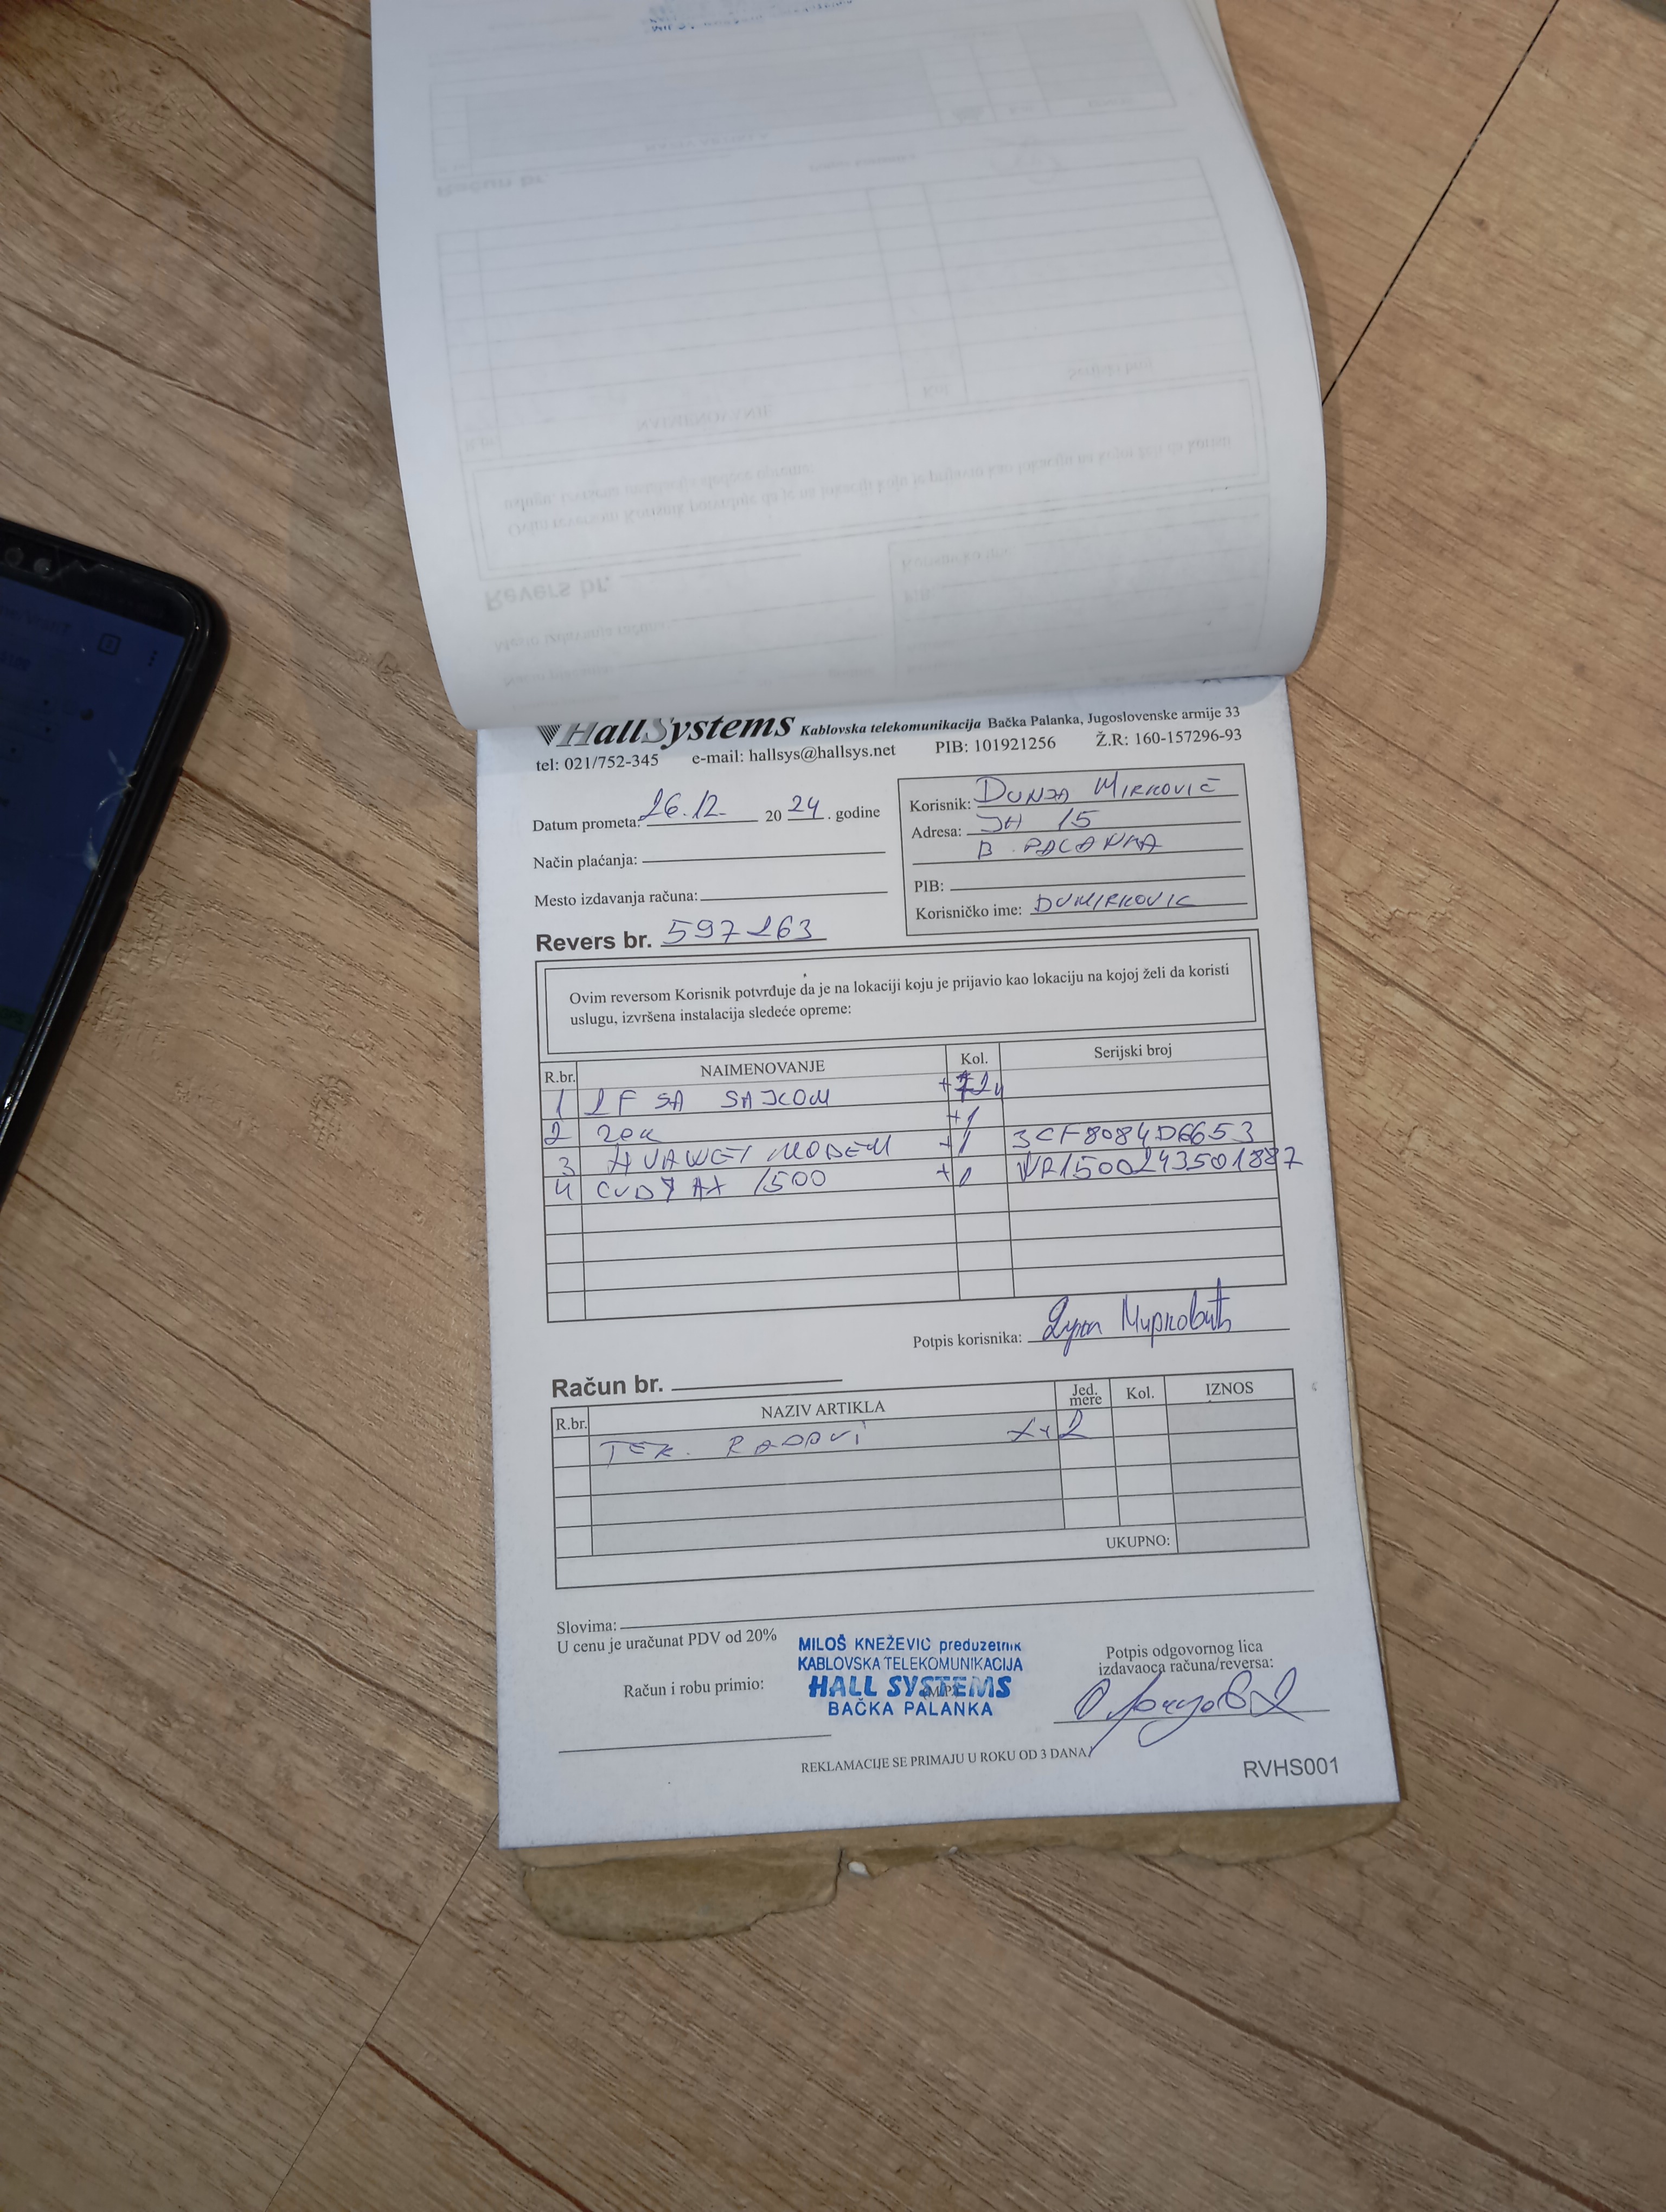 HallSystems Kablovska telekomunikacija Bačka Palanka, Jugoslovenske armije 33
tel: 021/752-345 e-mail: hallsys@hallsys.net PIB: 101921256 Ž.R: 160-157296-93
Datum prometa: 26.12. 2024. godine
Način plaćanja:
Mesto izdavanja računa:
Revers br. 597263
Korisnik: DUNJA MIRKOVIĆ
Adresa: JA 15
B. PALANKA
PIB:
Korisničko ime: DUMIRKOVIC
Ovim reversom Korisnik potvrđuje da je na lokaciji koju je prijavio kao lokaciju na kojoj želi da koristi
uslugu, izvršena instalacija sledeće opreme:
R.br. NAIMENOVANJE Kol. Serijski broj
1 2F SA SAJLOM
2 ZOK +1
3 HUAWEI MODEM +1 3CF8084D6653
4 CUDY AX 1500 +1 WR1500243501887
Potpis korisnika: Дуња Мирковић
Račun br.
R.br. NAZIV ARTIKLA Jed. mere Kol. IZNOS
TEK. RADOVI 2
UKUPNO:
Slovima:
U cenu je uračunat PDV od 20%
Račun i robu primio:
MILOŠ KNEŽEVIĆ preduzetnik
KABLOVSKA TELEKOMUNIKACIJA
HALL SYSTEMS
BAČKA PALANKA
Potpis odgovornog lica
izdavaoca računa/reversa:
REKLAMACIJE SE PRIMAJU U ROKU OD 3 DANA
RVHS001